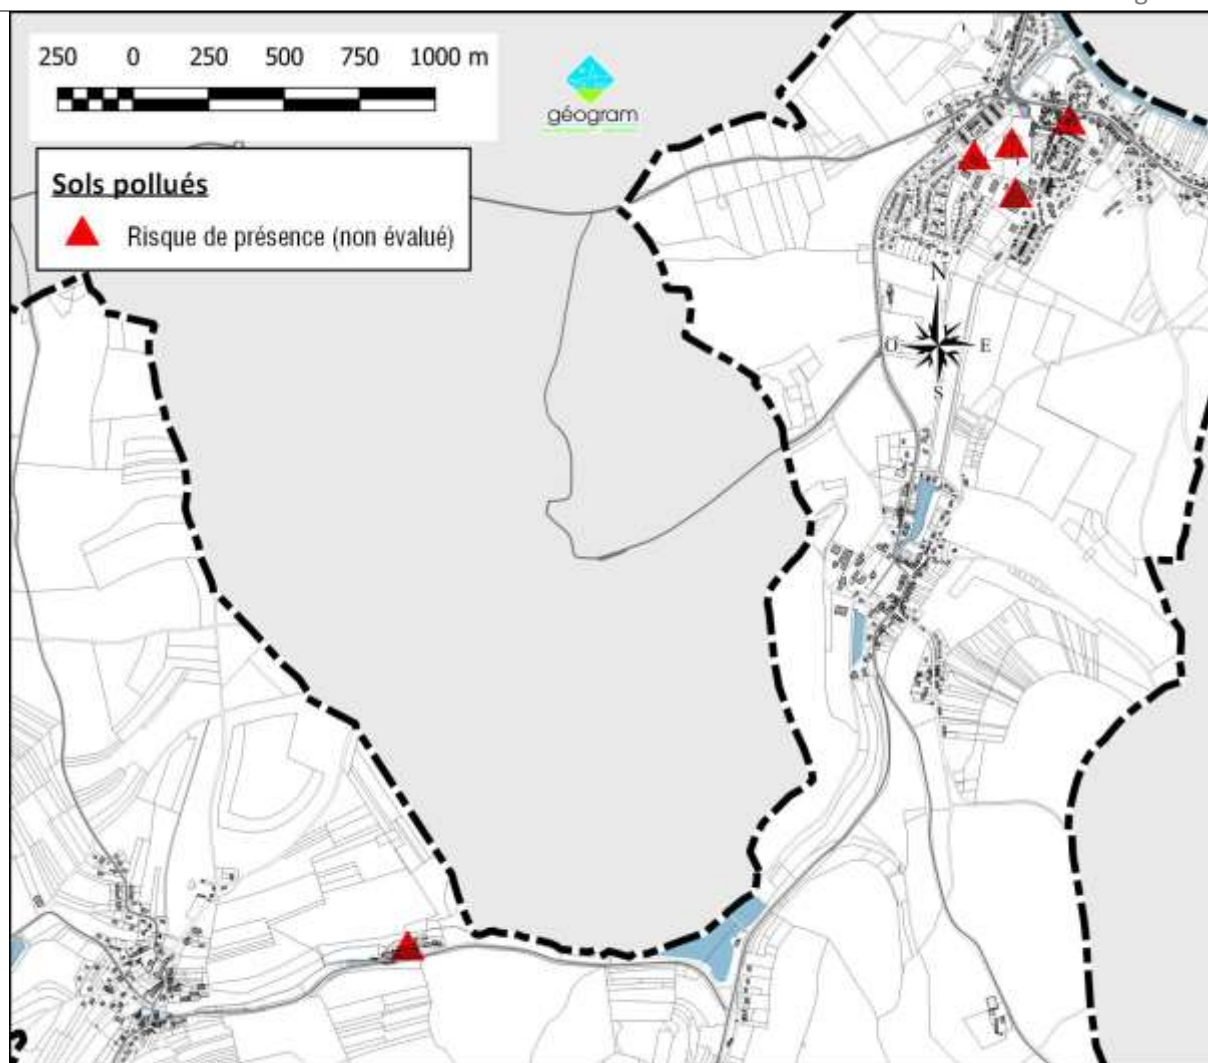 250 0 250 500 750 1000 m
géogram
Sols pollués
Risque de présence (non évalué)
N
O E
S